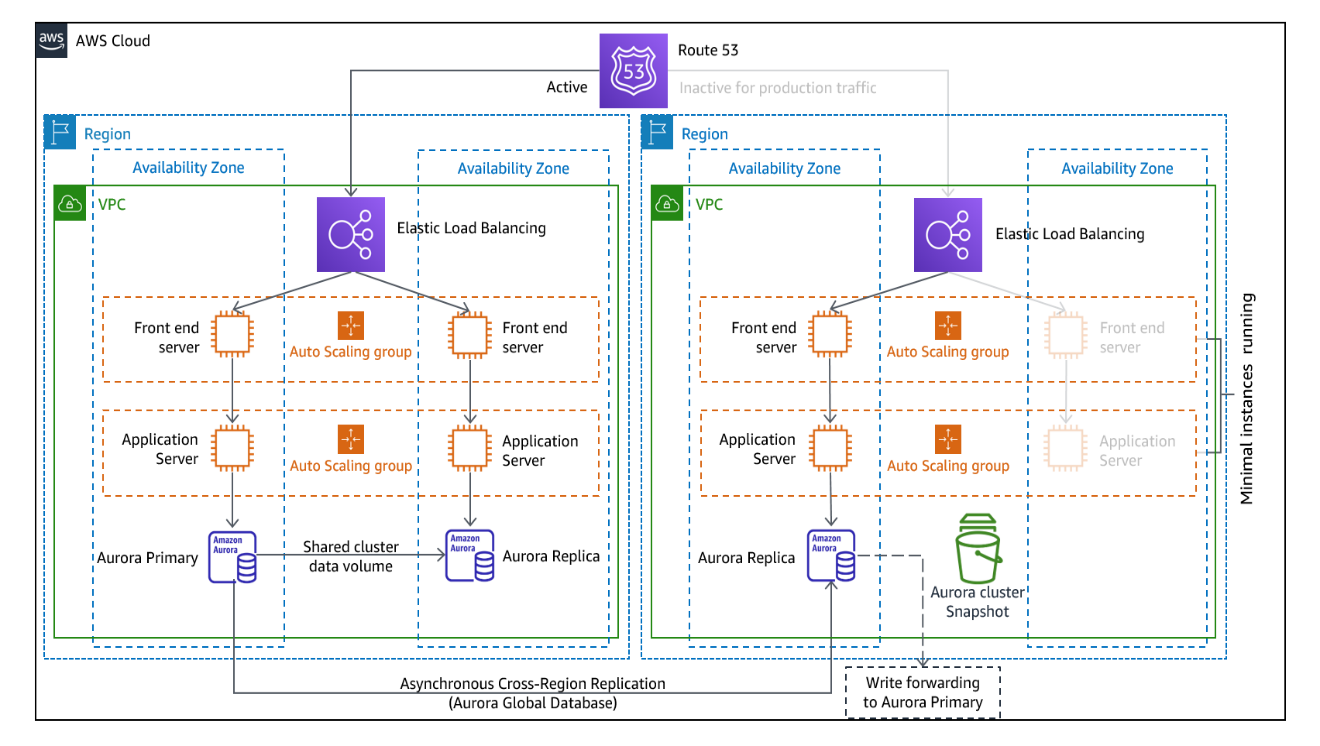 aws
AWS Cloud
Route 53
53
Active
Inactive for production traffic
Region
Availability Zone
Availability Zone
VPC
Elastic Load Balancing
Front end
server
Auto Scaling group
Front end
server
Application
Server
Auto Scaling group
Application
Server
Aurora Primary
Amazon
Aurora
Shared cluster
data volume
Amazon
Aurora
Aurora Replica
Region
Availability Zone
Availability Zone
VPC
Elastic Load Balancing
Front end
server
Auto Scaling group
Front end
server
Application
Server
Auto Scaling group
Application
Server
Minimal instances running
Aurora Replica
Amazon
Aurora
Aurora cluster
Snapshot
Asynchronous Cross-Region Replication
(Aurora Global Database)
Write forwarding
to Aurora Primary